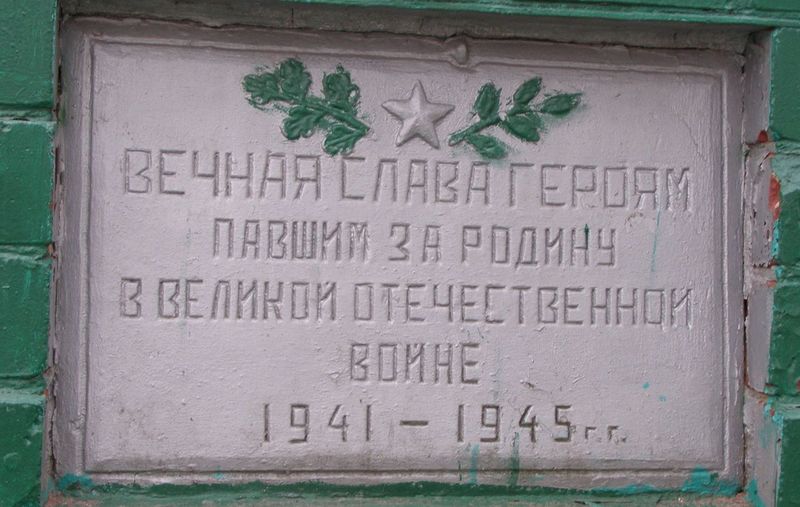 ВЕЧНАЯ СЛАВА ГЕРОЯМ
ПАВШИМ ЗА РОДИНУ
В ВЕЛИКОЙ ОТЕЧЕСТВЕННОЙ
ВОЙНЕ
1941 – 1945 г.г.